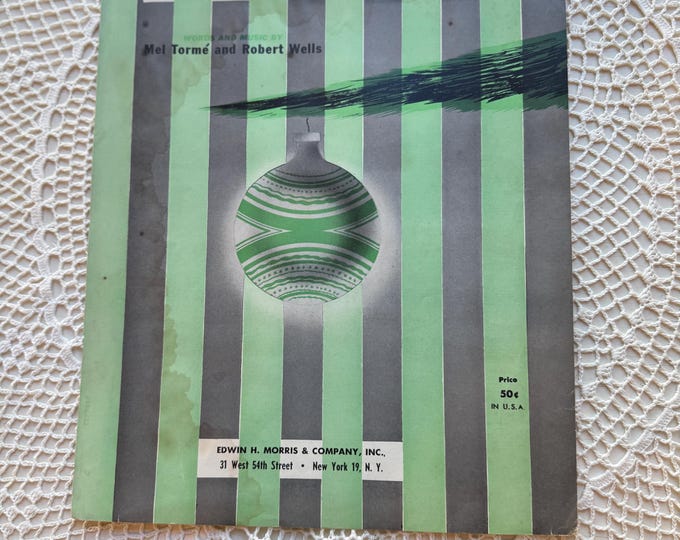 WORDS AND MUSIC BY
Mel Tormé and Robert Wells
Price
50¢
IN U.S.A.
EDWIN H. MORRIS & COMPANY, INC.,
31 West 54th Street • New York 19, N. Y.